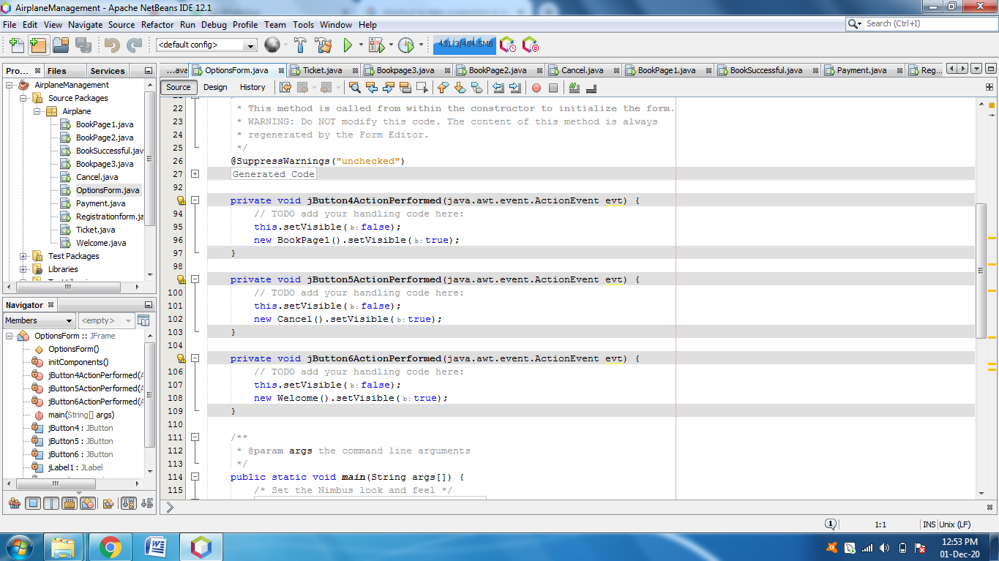 AirplaneManagement - Apache NetBeans IDE 12.1
File Edit View Navigate Source Refactor Run Debug Profile Team Tools Window Help
Search (Ctrl+I)
<default config>
431.3/484.5MB
Pro... Files Services
...ava OptionsForm.java Ticket.java Bookpage3.java BookPage2.java Cancel.java BookPage1.java BookSuccessful.java Payment.java Reg...
Source Design History
AirplaneManagement
Source Packages
Airplane
BookPage1.java
BookPage2.java
BookSuccessful.jav
Bookpage3.java
Cancel.java
OptionsForm.java
Payment.java
Registrationform.ja
Ticket.java
Welcome.java
Test Packages
Libraries
Navigator
Members <empty>
OptionsForm :: JFrame
OptionsForm()
initComponents()
jButton4ActionPerformed(
jButton5ActionPerformed(
jButton6ActionPerformed(
main(String[] args)
jButton4 : JButton
jButton5 : JButton
jButton6 : JButton
jLabel1 : JLabel
22 * This method is called from within the constructor to initialize the form.
23 * WARNING: Do NOT modify this code. The content of this method is always
24 * regenerated by the Form Editor.
25 */
26 @SuppressWarnings("unchecked")
27 Generated Code
92
private void jButton4ActionPerformed(java.awt.event.ActionEvent evt) {
94 // TODO add your handling code here:
95 this.setVisible(b:false);
96 new BookPage1().setVisible(b:true);
97 }
98
private void jButton5ActionPerformed(java.awt.event.ActionEvent evt) {
100 // TODO add your handling code here:
101 this.setVisible(b:false);
102 new Cancel().setVisible(b:true);
103 }
104
private void jButton6ActionPerformed(java.awt.event.ActionEvent evt) {
106 // TODO add your handling code here:
107 this.setVisible(b:false);
108 new Welcome().setVisible(b:true);
109 }
110
111 /**
112 * @param args the command line arguments
113 */
114 public static void main(String args[]) {
115 /* Set the Nimbus look and feel */
1 1:1 INS Unix (LF)
12:53 PM
01-Dec-20